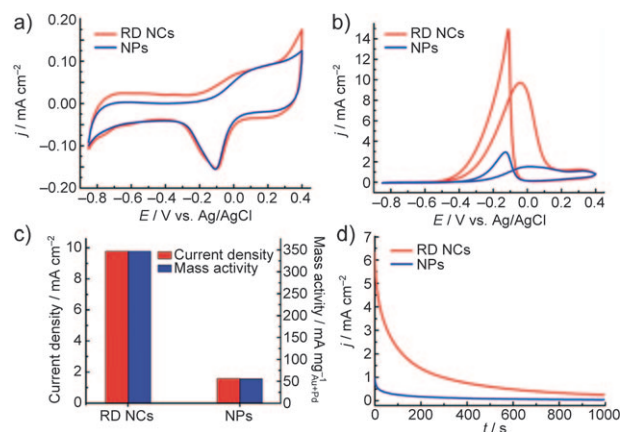 a)
RD NCs
NPs
j / mA cm−2
0.20
0.10
0.00
−0.10
−0.20
−0.8 −0.6 −0.4 −0.2 0.0 0.2 0.4
E / V vs. Ag/AgCl
b)
RD NCs
NPs
j / mA cm−2
14
12
10
8
6
4
2
0
−0.8 −0.6 −0.4 −0.2 0.0 0.2 0.4
E / V vs. Ag/AgCl
c)
Current density
Mass activity
Current density / mA cm−2
10
8
6
4
2
0
RD NCs NPs
350
300
250
200
150
100
50
0
Mass activity / mA mg−1Au+Pd
d)
RD NCs
NPs
j / mA cm−2
7
6
5
4
3
2
1
0
0 200 400 600 800 1000
t / s